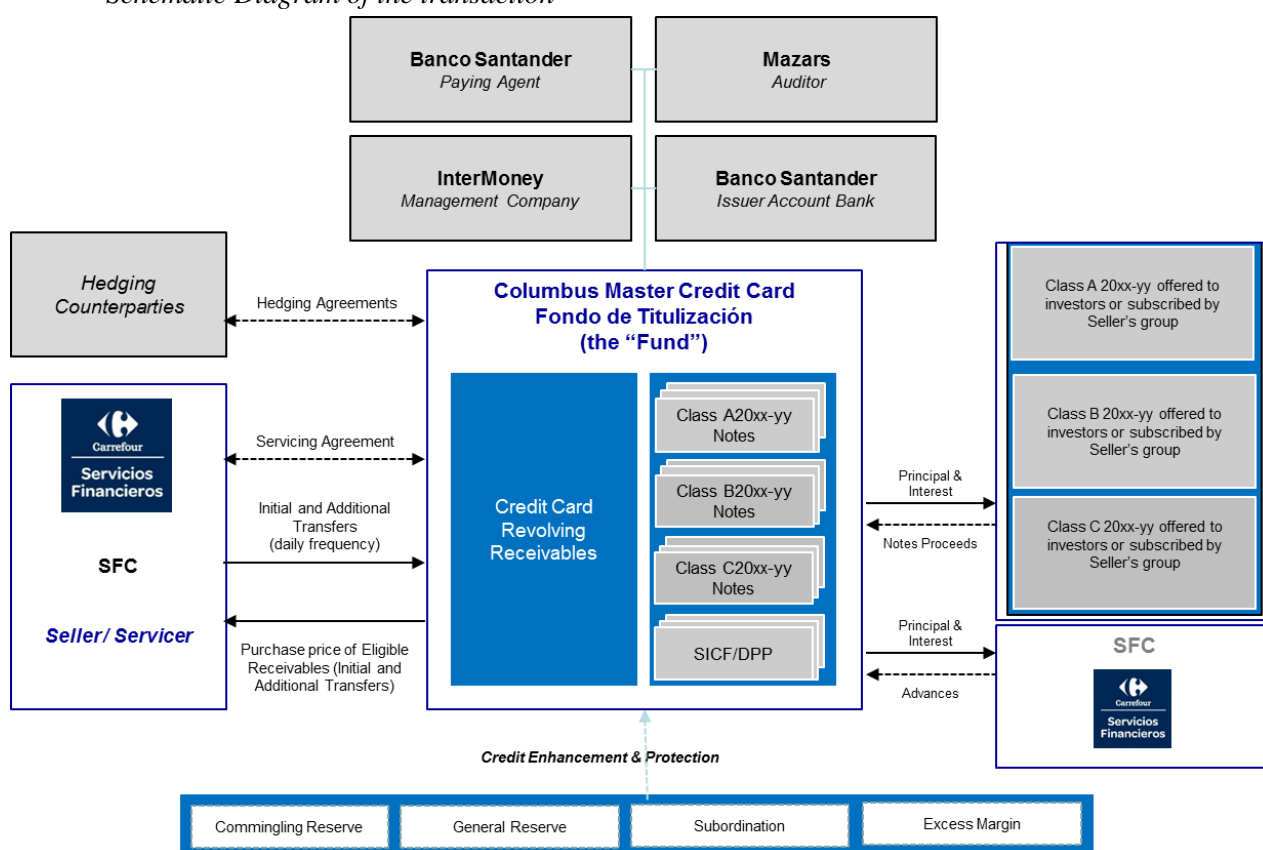 Schematic Diagram of the transaction
Banco Santander
Paying Agent
Mazars
Auditor
InterMoney
Management Company
Banco Santander
Issuer Account Bank
Hedging
Counterparties
Hedging Agreements
Columbus Master Credit Card
Fondo de Titulización
(the “Fund”)
Class A 20xx-yy offered to
investors or subscribed by
Seller’s group
Carrefour
Servicios
Financieros
SFC
Seller/ Servicer
Servicing Agreement
Initial and Additional
Transfers
(daily frequency)
Purchase price of Eligible
Receivables (Initial and
Additional Transfers)
Credit Card
Revolving
Receivables
Class A20xx-yy
Notes
Class B20xx-yy
Notes
Class C20xx-yy
Notes
SICF/DPP
Principal &
Interest
Notes Proceeds
Class B 20xx-yy offered to
investors or subscribed by
Seller’s group
Class C 20xx-yy offered to
investors or subscribed by
Seller’s group
Principal &
Interest
Advances
SFC
Carrefour
Servicios
Financieros
Credit Enhancement & Protection
Commingling Reserve
General Reserve
Subordination
Excess Margin